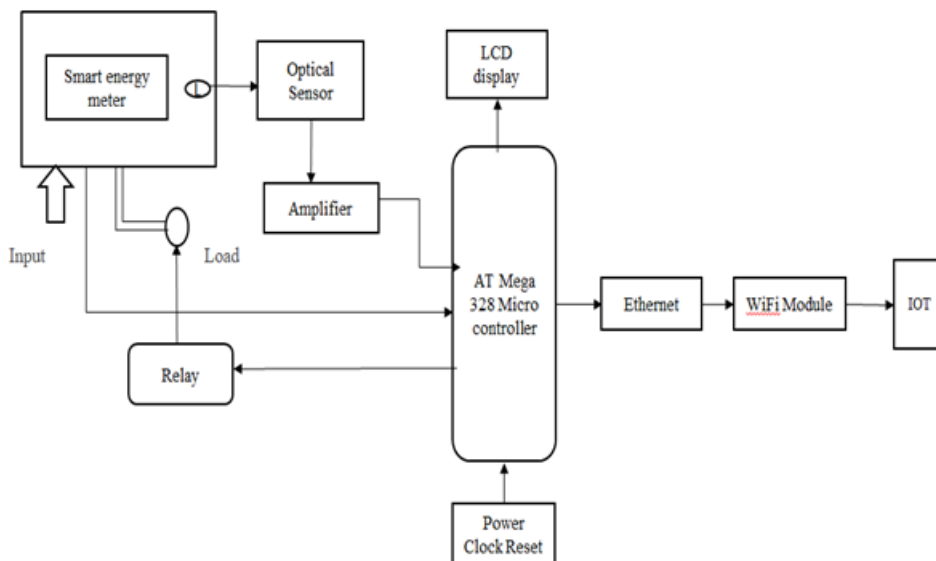 Smart energy
meter
L
Optical
Sensor
LCD
display
Amplifier
Input
Load
AT Mega
328 Micro
controller
Ethernet
WiFi Module
IOT
Relay
Power
Clock Reset